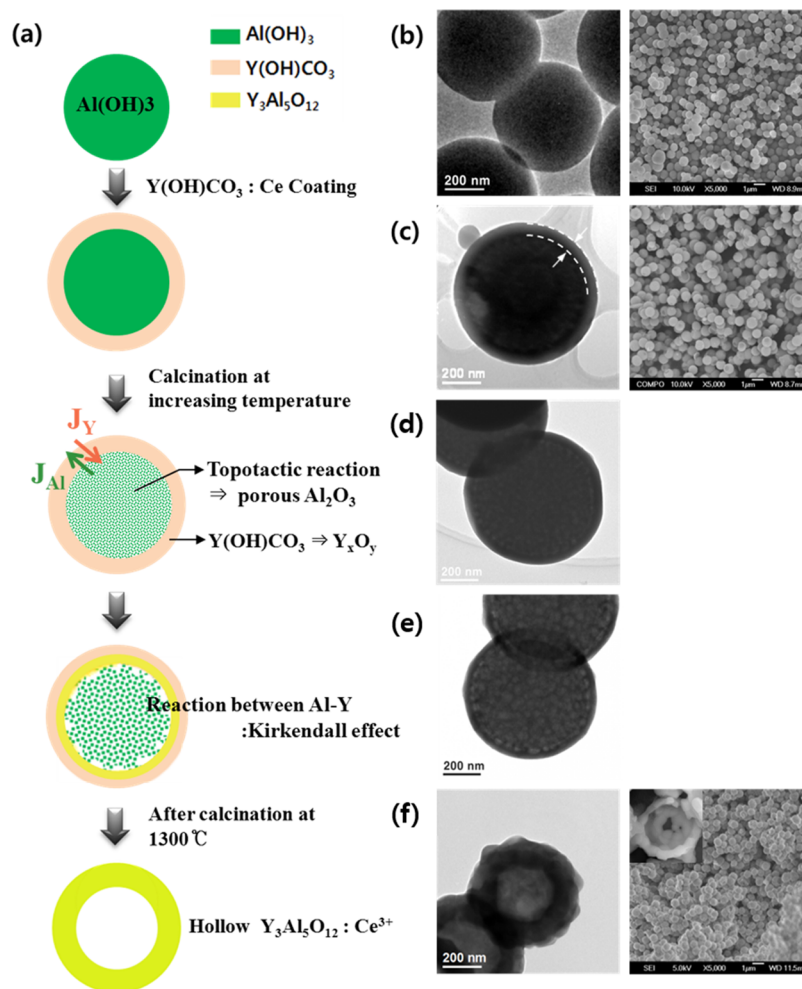 (a)
Al(OH)₃
Y(OH)CO₃
Y₃Al₅O₁₂
Al(OH)3
Y(OH)CO₃ : Ce Coating
Calcination at
increasing temperature
J_Y
J_Al
Topotactic reaction
⇒ porous Al₂O₃
Y(OH)CO₃ ⇒ YₓOᵧ
Reaction between Al-Y
:Kirkendall effect
After calcination at
1300℃
Hollow Y₃Al₅O₁₂ : Ce³⁺
(b)
200 nm
SEI 10.0kV X5,000 1μm WD 8.9m
(c)
200 nm
COMPO 10.0kV X5,000 1μm WD 8.7m
(d)
200 nm
(e)
200 nm
(f)
200 nm
SEI 5.0kV X5,000 1μm WD 11.5m